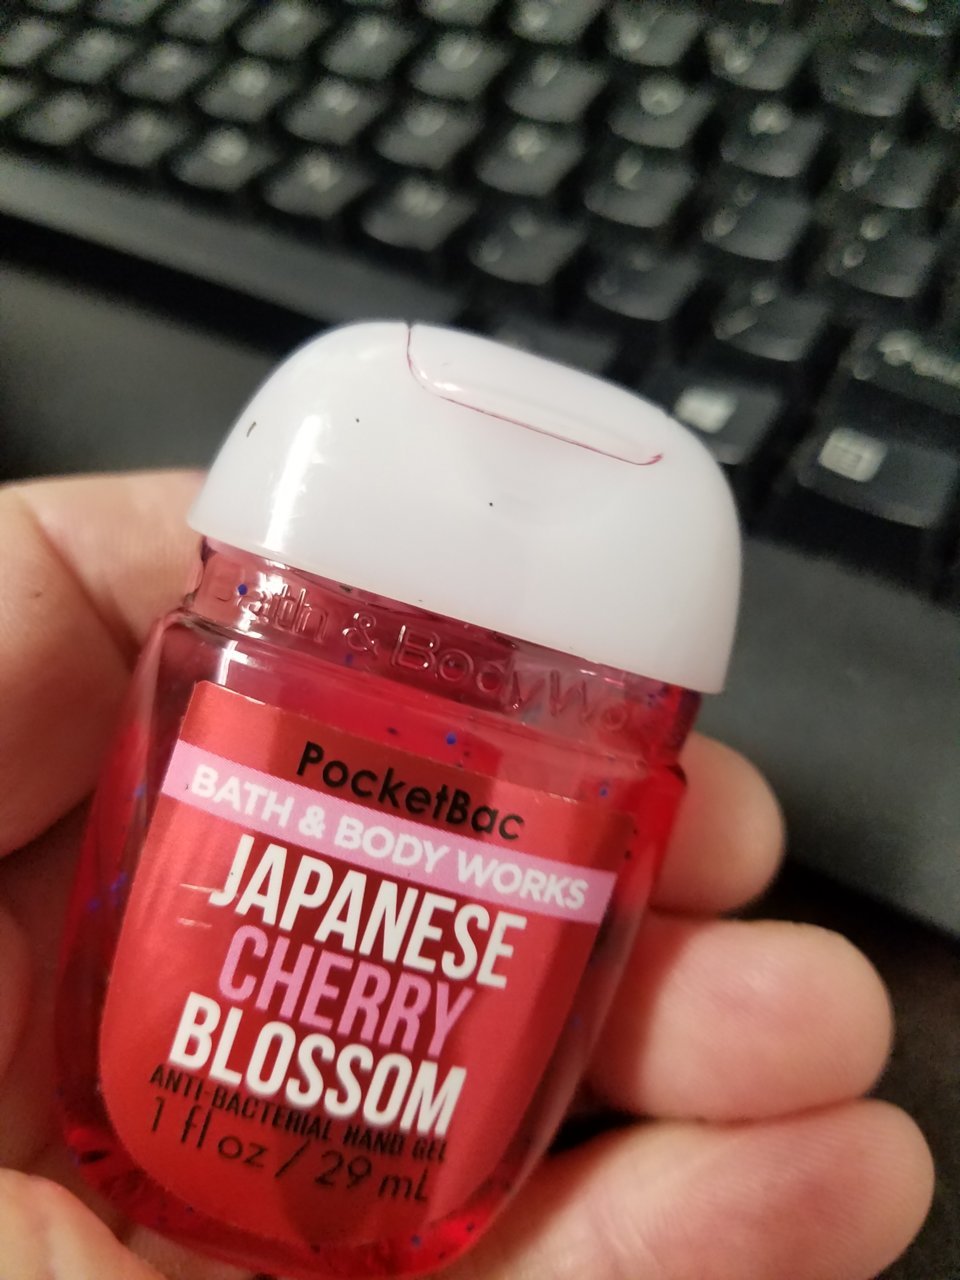 Bath & Body Wo
PocketBac
BATH & BODY WORKS
JAPANESE
CHERRY
BLOSSOM
ANTI-BACTERIAL HAND GEL
1 fl oz / 29 mL